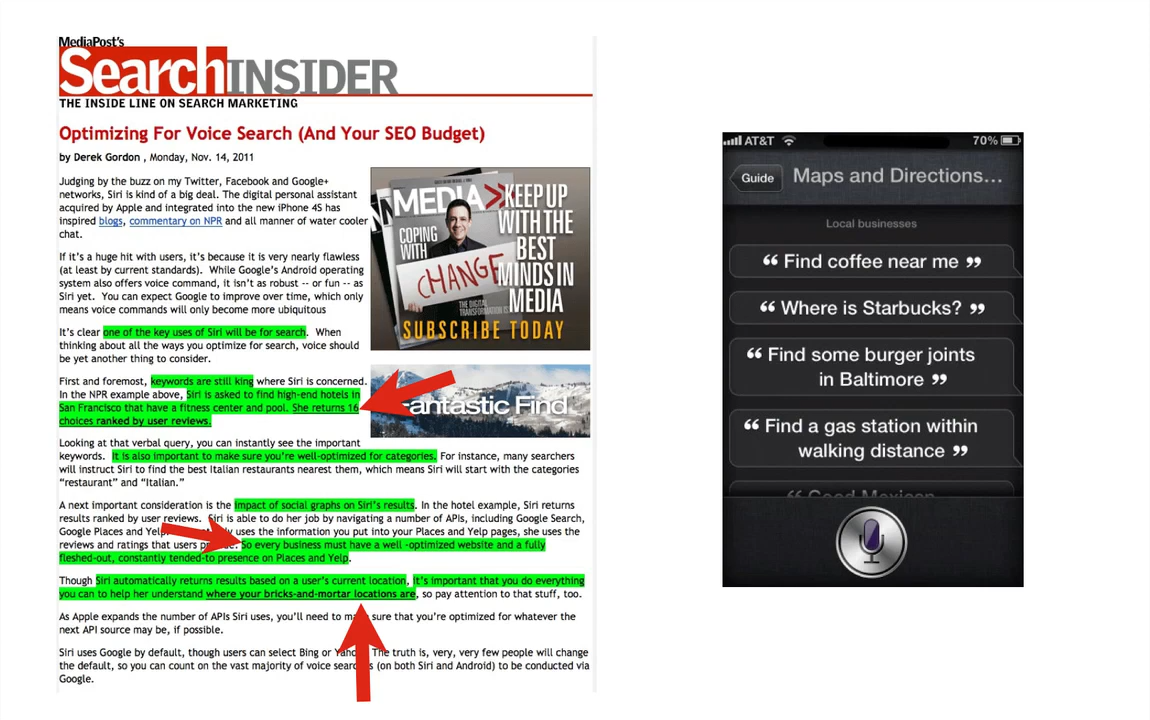 MediaPost's
SearchINSIDER
THE INSIDE LINE ON SEARCH MARKETING
Optimizing For Voice Search (And Your SEO Budget)
by Derek Gordon , Monday, Nov. 14, 2011
Judging by the buzz on my Twitter, Facebook and Google+
networks, Siri is kind of a big deal. The digital personal assistant
acquired by Apple and integrated into the new iPhone 4S has
inspired blogs, commentary on NPR and all manner of water cooler
chat.
If it's a huge hit with users, it's because it is very nearly flawless
(at least by current standards). While Google's Android operating
system also offers voice command, it isn't as robust -- or fun -- as
Siri yet. You can expect Google to improve over time, which only
means voice commands will only become more ubiquitous
It's clear one of the key uses of Siri will be for search. When
thinking about all the ways you optimize for search, voice should
be yet another thing to consider.
First and foremost, keywords are still king where Siri is concerned.
In the NPR example above, Siri is asked to find high-end hotels in
San Francisco that have a fitness center and pool. She returns 16
choices ranked by user reviews.
MEDIA
COPING
WITH
CHANGE
THE DIGITAL
KEEP UP
WITH THE
BEST
MINDS IN
MEDIA
SUBSCRIBE TODAY
antastic Find
Looking at that verbal query, you can instantly see the important
keywords. It is also important to make sure you're well-optimized for categories. For instance, many searchers
will instruct Siri to find the best Italian restaurants nearest them, which means Siri will start with the categories
"restaurant" and "Italian."
A next important consideration is the impact of social graphs on Siri's results. In the hotel example, Siri returns
results ranked by user reviews. Siri is able to do her job by navigating a number of APIs, including Google Search,
Google Places and Yelp uses the information you put into your Places and Yelp pages, she uses the
reviews and ratings that users So every business must have a well -optimized website and a fully
fleshed-out, constantly tended-to presence on Places and Yelp.
Though Siri automatically returns results based on a user's current location, it's important that you do everything
you can to help her understand where your bricks-and-mortar locations are, so pay attention to that stuff, too.
As Apple expands the number of APIs Siri uses, you'll need to sure that you're optimized for whatever the
next API source may be, if possible.
Siri uses Google by default, though users can select Bing or The truth is, very, very few people will change
the default, so you can count on the vast majority of voice (on both Siri and Android) to be conducted via
Google.
AT&T 70%
Guide Maps and Directions...
Local businesses
“ Find coffee near me ”
“ Where is Starbucks? ”
“ Find some burger joints
in Baltimore ”
“ Find a gas station within
walking distance ”
“ Good Mexican